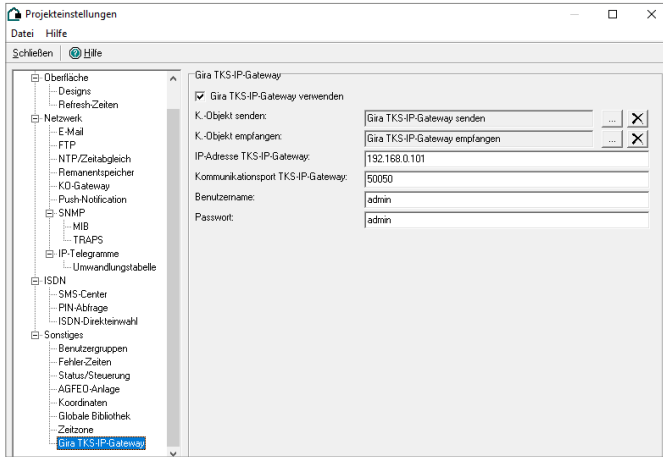 Projekteinstellungen
Datei Hilfe
Schließen Hilfe
Oberfläche
Designs
Refresh-Zeiten
Netzwerk
E-Mail
FTP
NTP/Zeitabgleich
Remanentspeicher
KO-Gateway
Push-Notification
SNMP
MIB
TRAPS
IP-Telegramme
Umwandlungstabelle
ISDN
SMS-Center
PIN-Abfrage
ISDN-Direkteinwahl
Sonstiges
Benutzergruppen
Fehler-Zeiten
Status/Steuerung
AGFEO-Anlage
Koordinaten
Globale Bibliothek
Zeitzone
Gira TKS-IP-Gateway
Gira TKS-IP-Gateway
Gira TKS-IP-Gateway verwenden
K.-Objekt senden: Gira TKS-IP-Gateway senden ...
K.-Objekt empfangen: Gira TKS-IP-Gateway empfangen ...
IP-Adresse TKS-IP-Gateway: 192.168.0.101
Kommunikationsport TKS-IP-Gateway: 50050
Benutzername: admin
Passwort: admin